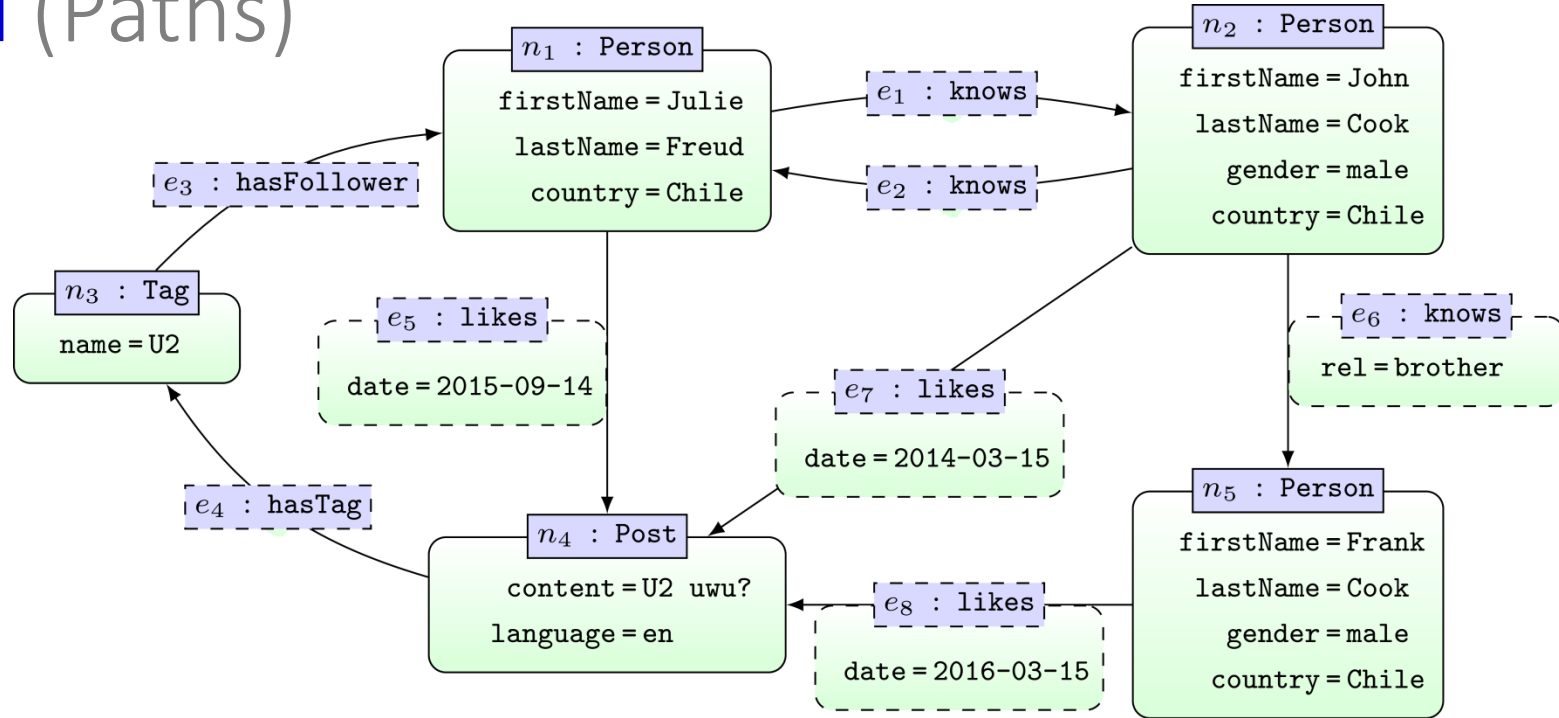 (Paths)
n₁ : Person
firstName = Julie
lastName = Freud
country = Chile
e₁ : knows
e₂ : knows
n₂ : Person
firstName = John
lastName = Cook
gender = male
country = Chile
e₃ : hasFollower
n₃ : Tag
name = U2
e₅ : likes
date = 2015-09-14
e₇ : likes
date = 2014-03-15
e₆ : knows
rel = brother
e₄ : hasTag
n₄ : Post
content = U2 uwu?
language = en
e₈ : likes
date = 2016-03-15
n₅ : Person
firstName = Frank
lastName = Cook
gender = male
country = Chile